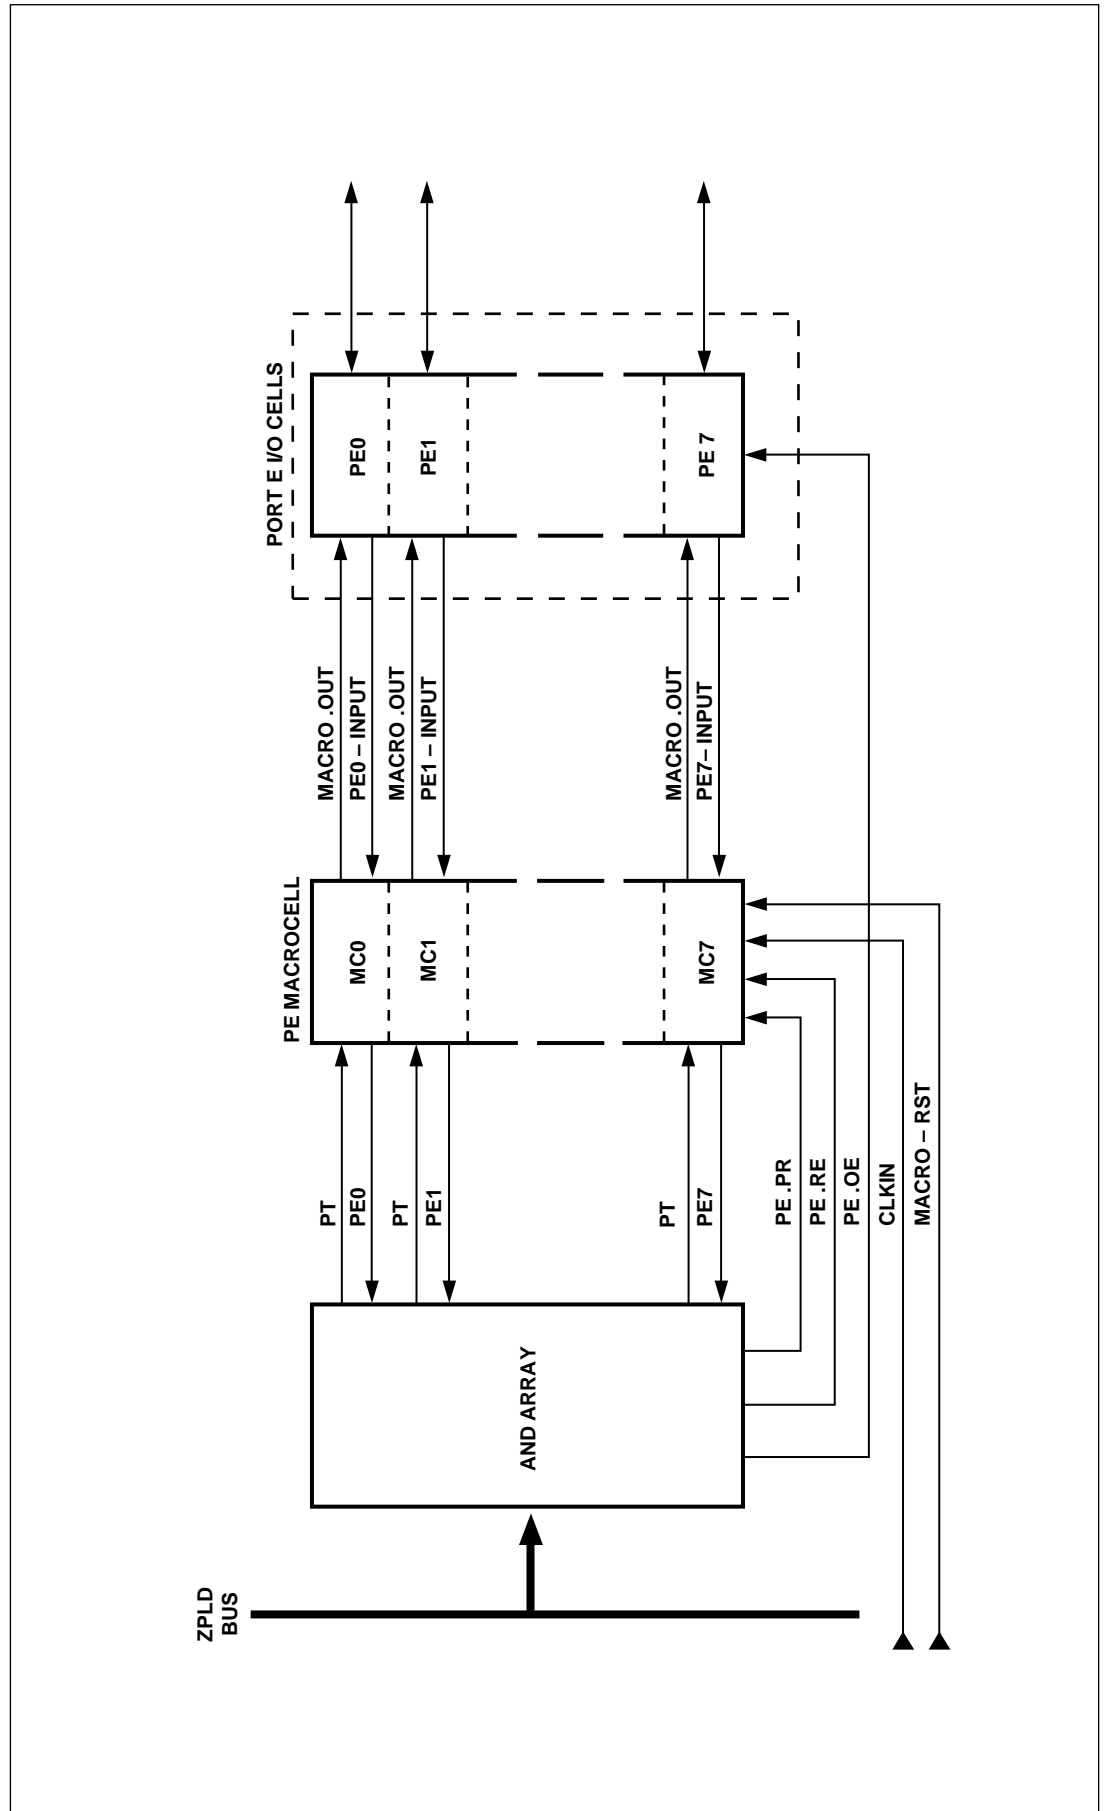 PORT E I/O CELLS
PE0
PE1
PE 7
MACRO .OUT
PE0 – INPUT
MACRO .OUT
PE1 – INPUT
MACRO .OUT
PE7– INPUT
PE MACROCELL
MC0
MC1
MC7
PT
PE0
PT
PE1
PT
PE7
PE .PR
PE .RE
PE .OE
CLKIN
MACRO – RST
AND ARRAY
ZPLD
BUS